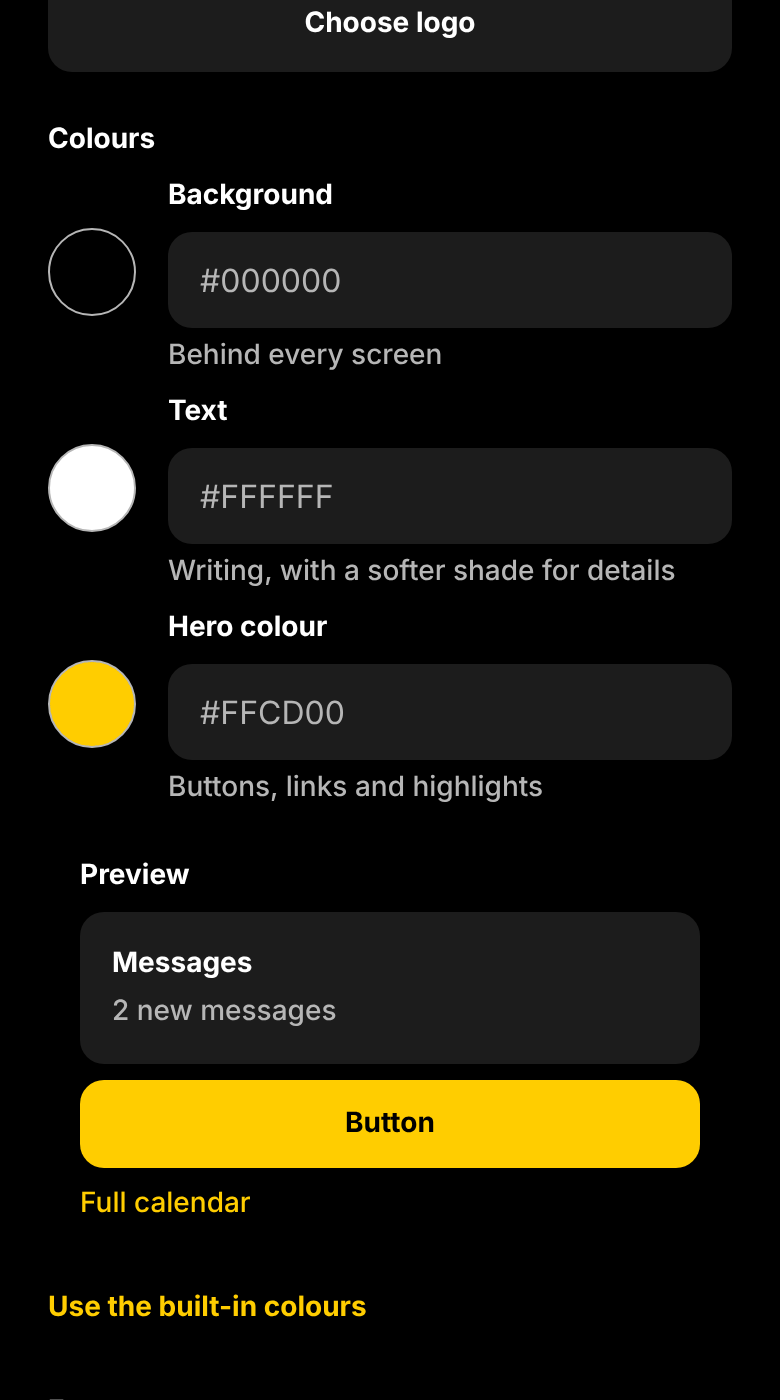 Choose logo
Colours
Background
#000000
Behind every screen
Text
#FFFFFF
Writing, with a softer shade for details
Hero colour
#FFCD00
Buttons, links and highlights
Preview
Messages
2 new messages
Button
Full calendar
Use the built-in colours